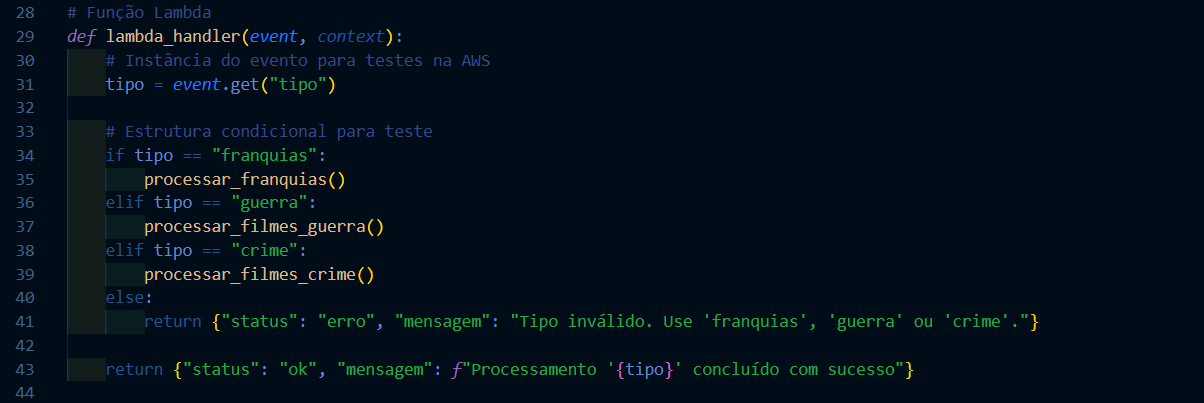 28 # Função Lambda
29 def lambda_handler(event, context):
30     # Instância do evento para testes na AWS
31     tipo = event.get("tipo")
32
33     # Estrutura condicional para teste
34     if tipo == "franquias":
35         processar_franquias()
36     elif tipo == "guerra":
37         processar_filmes_guerra()
38     elif tipo == "crime":
39         processar_filmes_crime()
40     else:
41         return {"status": "erro", "mensagem": "Tipo inválido. Use 'franquias', 'guerra' ou 'crime'."}
42
43     return {"status": "ok", "mensagem": f"Processamento '{tipo}' concluído com sucesso"}
44